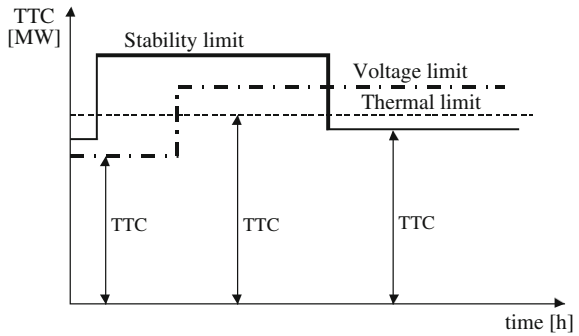 TTC
[MW]
Stability limit
Voltage limit
Thermal limit
TTC
TTC
TTC
time [h]